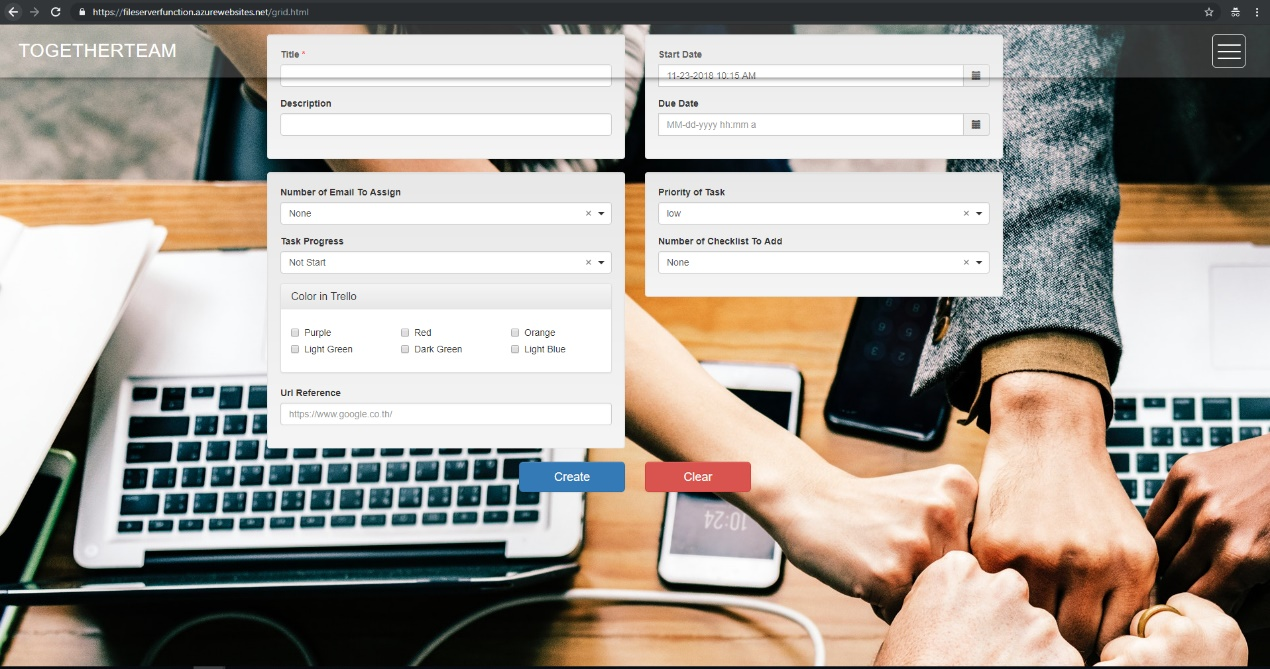 https://fileserverfunction.azurewebsites.net/grid.html
TOGETHERTEAM
Title *
Description
Start Date
11-23-2018 10:15 AM
Due Date
MM-dd-yyyy hh:mm a
Number of Email To Assign
None
Task Progress
Not Start
Color in Trello
Purple Red Orange
Light Green Dark Green Light Blue
Url Reference
https://www.google.co.th/
Priority of Task
low
Number of Checklist To Add
None
Create Clear
10:24